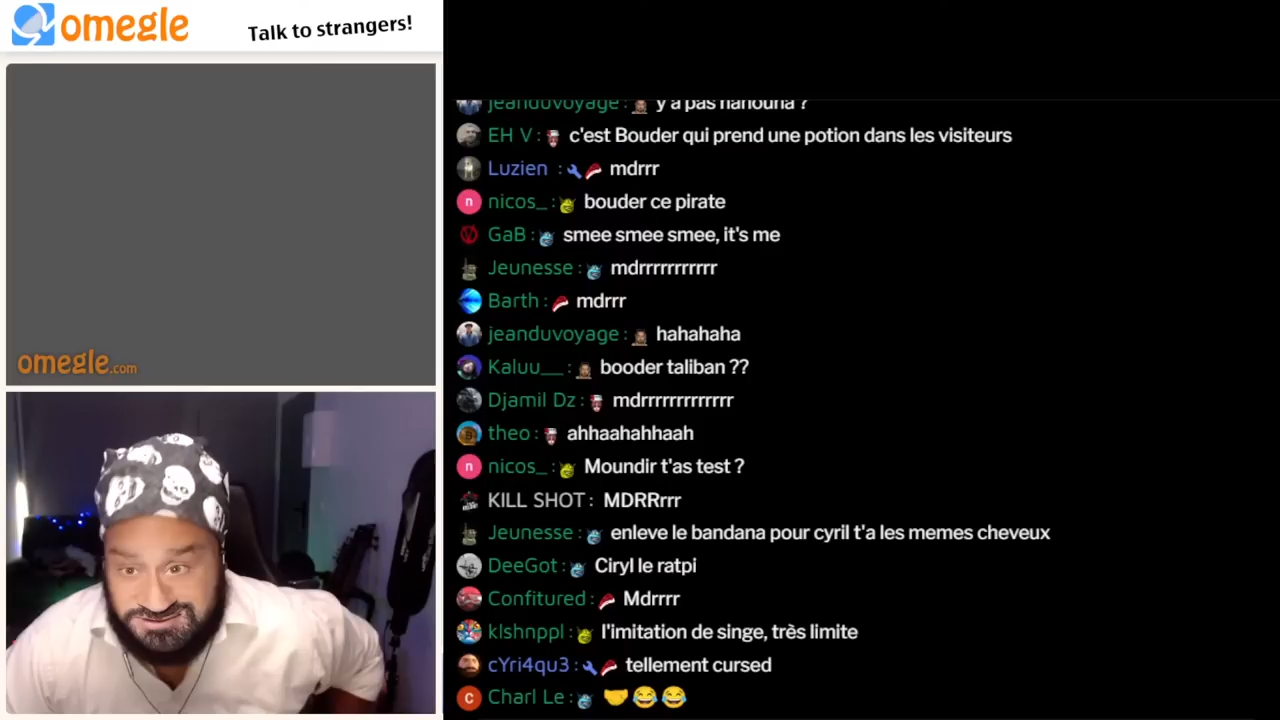 omegle
Talk to strangers!
omegle.com
jeanduvoyage : y a pas hanouna ?
EH V : c'est Bouder qui prend une potion dans les visiteurs
Luzien : mdrrr
n nicos_ : bouder ce pirate
GaB : smee smee smee, it's me
Jeunesse : mdrrrrrrrrrrr
Barth : mdrrr
jeanduvoyage : hahahaha
Kaluu__ : booder taliban ??
Djamil Dz : mdrrrrrrrrrrrrr
theo : ahhaahahhaah
n nicos_ : Moundir t'as test ?
KILL SHOT : MDRRrrr
Jeunesse : enleve le bandana pour cyril t'a les memes cheveux
DeeGot : Ciryl le ratpi
Confitured : Mdrrrr
klshnppl : l'imitation de singe, très limite
cYri4qu3 : tellement cursed
C Charl Le : 🤝😂😂